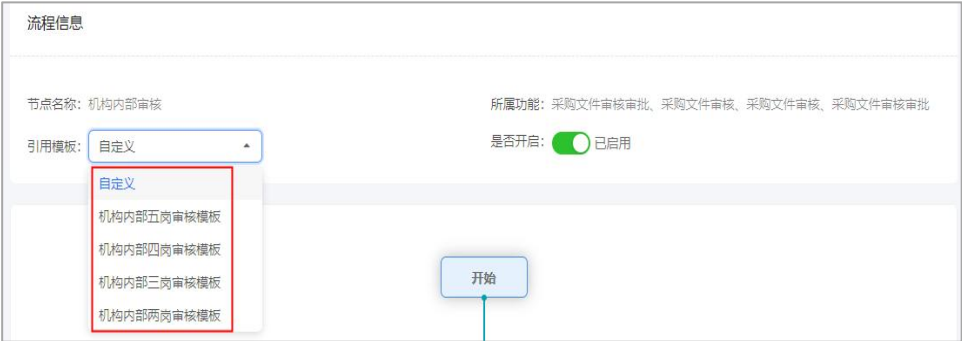 流程信息
节点名称: 机构内部审核
所属功能: 采购文件审核审批、采购文件审核、采购文件审核、采购文件审核审批
引用模板: 自定义
是否开启: 已启用
自定义
机构内部五岗审核模板
机构内部四岗审核模板
机构内部三岗审核模板
机构内部两岗审核模板
开始